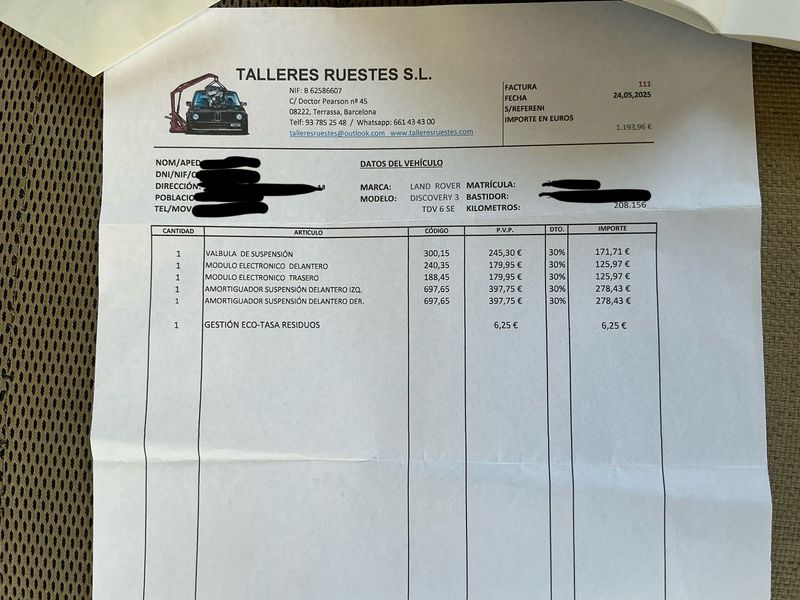 TALLERES RUESTES S.L.
NIF: B 62586607
C/ Doctor Pearson nº 45
08222, Terrassa, Barcelona
Telf: 93 785 25 48 / Whatsapp: 661 43 43 00
talleresruestes@outlook.com www.talleresruestes.com
FACTURA 111
FECHA 24,05,2025
S/REFERENI
IMPORTE EN EUROS
1.193,96 €
NOM/APED
DNI/NIF/C
DIRECCIÓN:
POBLACIO
TEL/MOV
DATOS DEL VEHÍCULO
MARCA: LAND ROVER MATRÍCULA:
MODELO: DISCOVERY 3 BASTIDOR:
TDV 6 SE KILOMETROS: 208.156
CANTIDAD ARTICULO CÓDIGO P.V.P. DTO. IMPORTE
1 VALBULA DE SUSPENSIÓN 300,15 245,30 € 30% 171,71 €
1 MODULO ELECTRONICO DELANTERO 240,35 179,95 € 30% 125,97 €
1 MODULO ELECTRONICO TRASERO 188,45 179,95 € 30% 125,97 €
1 AMORTIGUADOR SUSPENSIÓN DELANTERO IZQ. 697,65 397,75 € 30% 278,43 €
1 AMORTIGUADOR SUSPENSIÓN DELANTERO DER. 697,65 397,75 € 30% 278,43 €
1 GESTIÓN ECO-TASA RESIDUOS 6,25 € 6,25 €